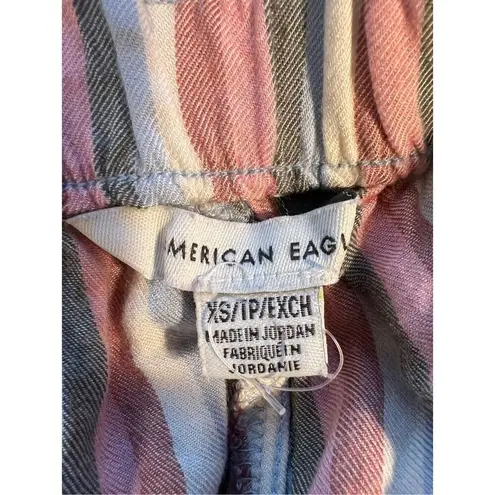 MERICAN EAGL
XS/TP/EXCH
MADE IN JORDAN
FABRIQUE IN
JORDANIE